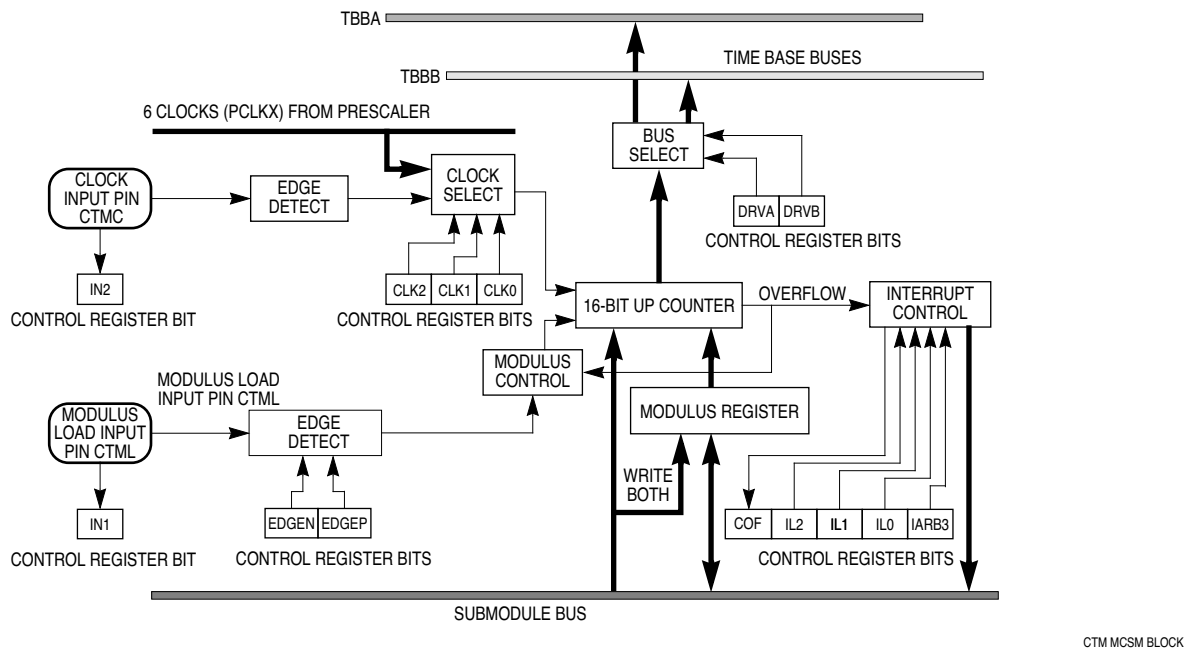 TBBA
TIME BASE BUSES
TBBB
6 CLOCKS (PCLKX) FROM PRESCALER
BUS
SELECT
CLOCK
INPUT PIN
CTMC
EDGE
DETECT
CLOCK
SELECT
DRVA DRVB
CONTROL REGISTER BITS
IN2
CONTROL REGISTER BIT
CLK2 CLK1 CLK0
CONTROL REGISTER BITS
16-BIT UP COUNTER
OVERFLOW
INTERRUPT
CONTROL
MODULUS
CONTROL
MODULUS LOAD
INPUT PIN CTML
MODULUS
LOAD INPUT
PIN CTML
EDGE
DETECT
MODULUS REGISTER
WRITE
BOTH
IN1
CONTROL REGISTER BIT
EDGEN EDGEP
CONTROL REGISTER BITS
COF IL2 IL1 IL0 IARB3
CONTROL REGISTER BITS
SUBMODULE BUS
CTM MCSM BLOCK